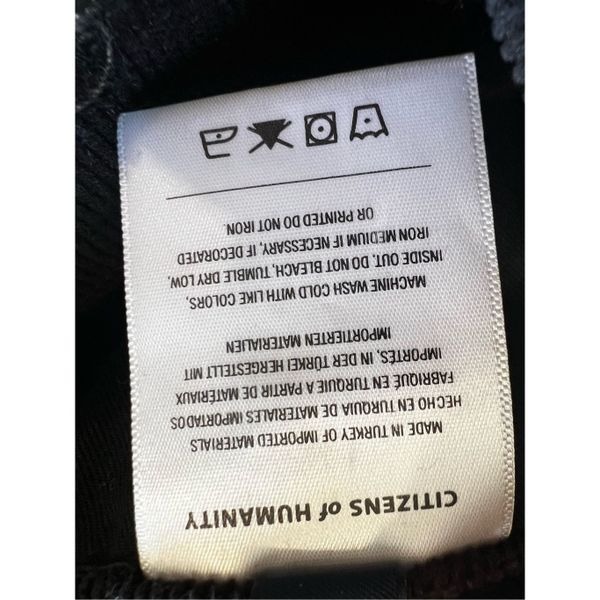 CITIZENS of HUMANITY
MADE IN TURKEY OF IMPORTED MATERIALS
HECHO EN TURQUIA DE MATERIALES IMPORTADOS
FABRIQUÉ EN TURQUIE A PARTIR DE MATÉRIAUX
IMPORTÉS, IN DER TÜRKEI HERGESTELLT MIT
IMPORTIERTEN MATERIALIEN
MACHINE WASH COLD WITH LIKE COLORS,
INSIDE OUT. DO NOT BLEACH, TUMBLE DRY LOW,
IRON MEDIUM IF NECESSARY, IF DECORATED
OR PRINTED DO NOT IRON.